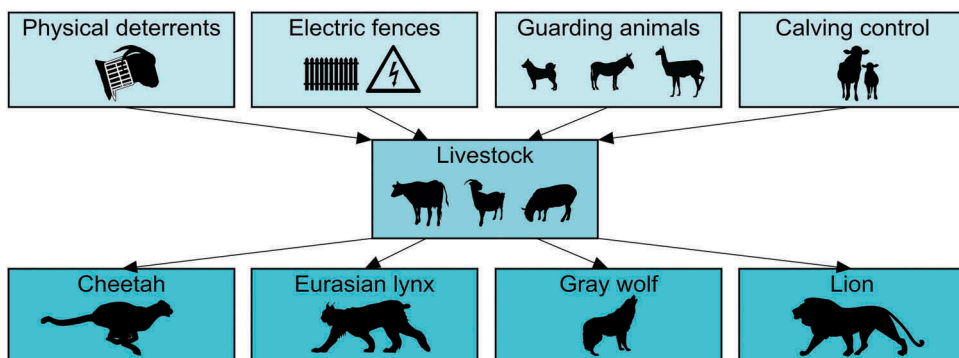 Physical deterrents
Electric fences
Guarding animals
Calving control
Livestock
Cheetah
Eurasian lynx
Gray wolf
Lion